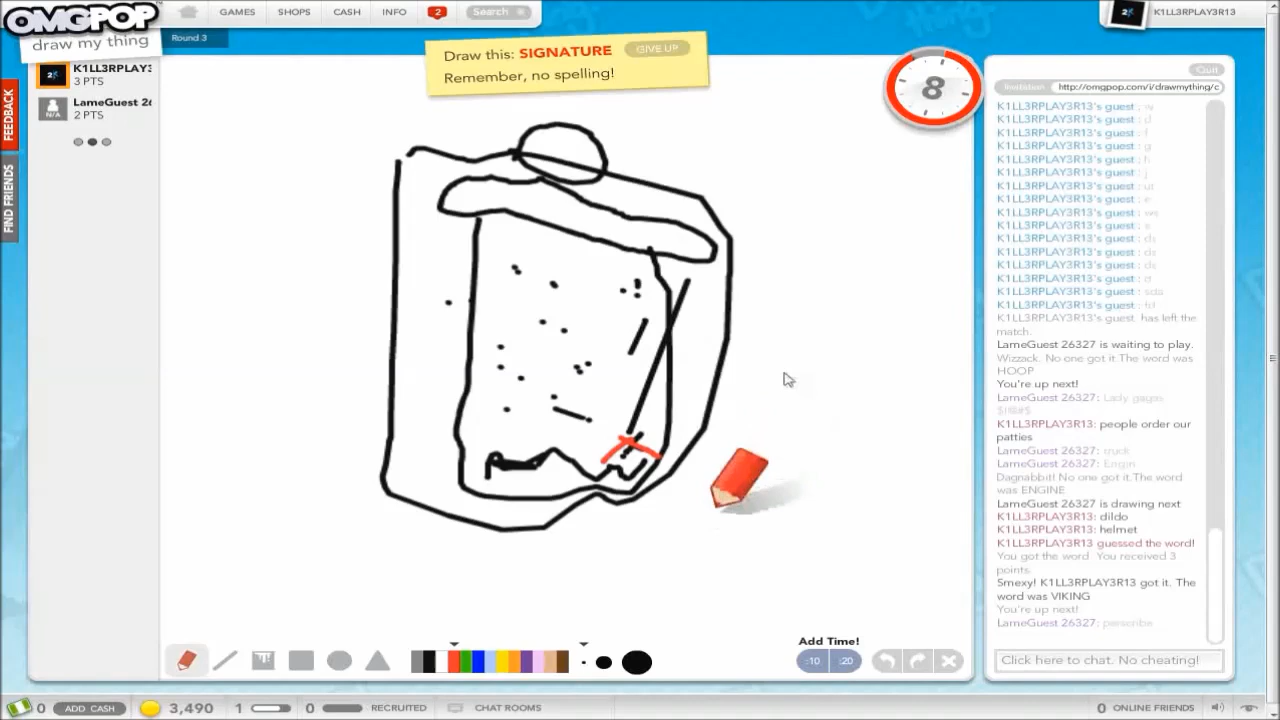 OMGPOP
draw my thing
GAMES
SHOPS
CASH
INFO
2
Search
K1LL3RPLAY3R13
Round 3
K1LL3RPLAY3
3 PTS
LameGuest 26
N/A
2 PTS
FEEDBACK
FIND FRIENDS
Draw this: SIGNATURE
GIVE UP
Remember, no spelling!
8
Quit
Invitation
http://omgpop.com/i/drawmything/c
K1LL3RPLAY3R13's guest :
K1LL3RPLAY3R13's guest : d
K1LL3RPLAY3R13's guest : f
K1LL3RPLAY3R13's guest : g
K1LL3RPLAY3R13's guest : h
K1LL3RPLAY3R13's guest : j
K1LL3RPLAY3R13's guest :
K1LL3RPLAY3R13's guest : e
K1LL3RPLAY3R13's guest :
K1LL3RPLAY3R13's guest : s
K1LL3RPLAY3R13's guest : ds
K1LL3RPLAY3R13's guest : ds
K1LL3RPLAY3R13's guest : ds
K1LL3RPLAY3R13's guest :
K1LL3RPLAY3R13's guest : sda
K1LL3RPLAY3R13's guest :
K1LL3RPLAY3R13's guest has left the
match.
LameGuest 26327 is waiting to play.
Wizzack. No one got it The word was
HOOP
You're up next!
LameGuest 26327: Lady gagas
$!!@#$
K1LL3RPLAY3R13: people order our
patties
LameGuest 26327: truck
LameGuest 26327: Engin
Dagnabbit! No one got it.The word
was ENGINE
LameGuest 26327 is drawing next
K1LL3RPLAY3R13: dildo
K1LL3RPLAY3R13: helmet
K1LL3RPLAY3R13 guessed the word!
You got the word You received 3
points.
Smexy! K1LL3RPLAY3R13 got it. The
word was VIKING
You're up next!
LameGuest 26327: perscribe
Click here to chat. No cheating!
Add Time!
:10
:20
0
ADD CASH
3,490
1
0
RECRUITED
CHAT ROOMS
0 ONLINE FRIENDS